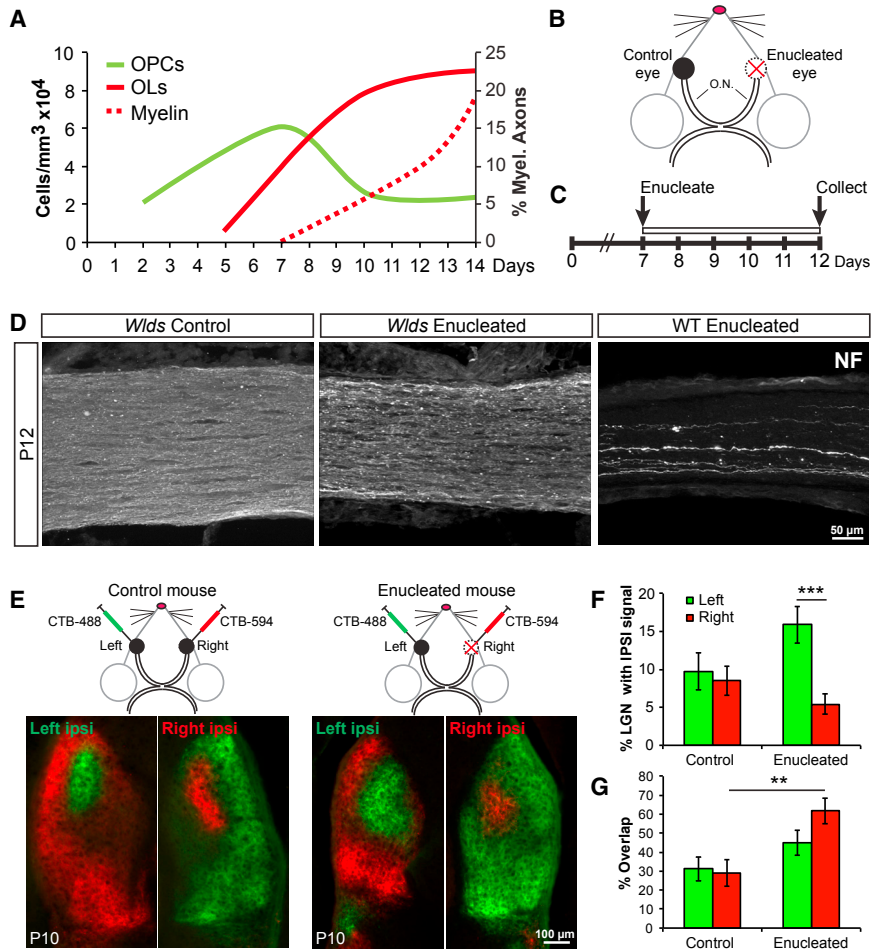 A
Cells/mm³ x10⁴
10
8
6
4
2
0
OPCs
OLs
Myelin
25
20
15
10
5
0
% Myel. Axons
0 1 2 3 4 5 6 7 8 9 10 11 12 13 14 Days
B
Control eye
Enucleated eye
O.N.
C
Enucleate
Collect
0 // 7 8 9 10 11 12 Days
D
Wlds Control
Wlds Enucleated
WT Enucleated
P12
NF
50 µm
E
Control mouse
CTB-488
CTB-594
Left
Right
Enucleated mouse
CTB-488
CTB-594
Left
Right
Left ipsi
Right ipsi
Left ipsi
Right ipsi
P10
P10
100 µm
F
% LGN with IPSI signal
20
15
10
5
0
Left
Right
***
Control
Enucleated
G
% Overlap
80
70
60
50
40
30
20
10
0
**
Control
Enucleated